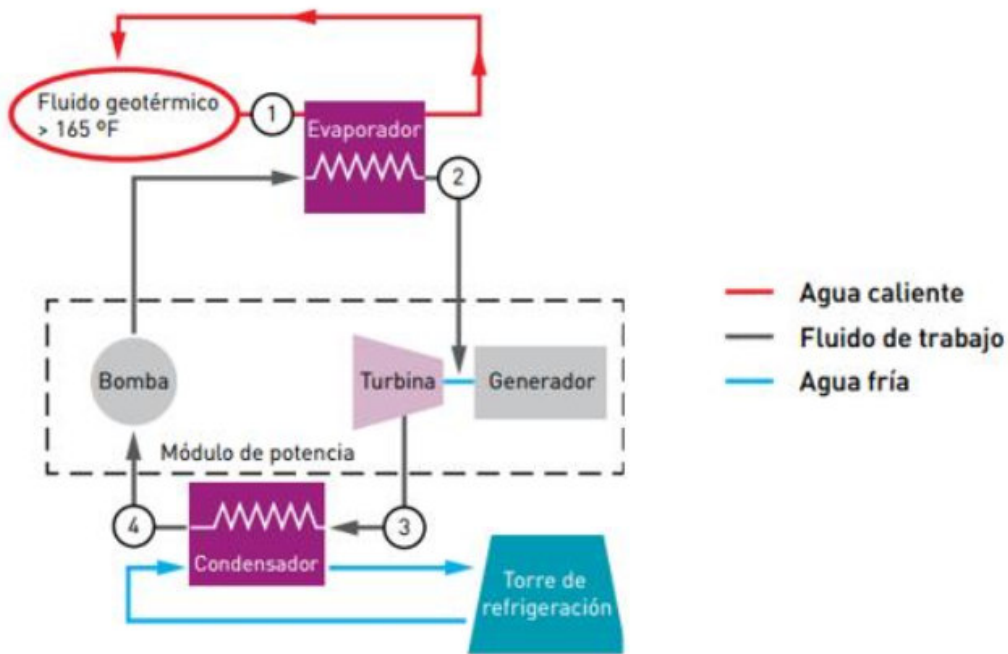 Fluido geotérmico
> 165 ºF
1
Evaporador
2
Bomba
Turbina
Generador
Módulo de potencia
4
3
Condensador
Torre de
refrigeración
Agua caliente
Fluido de trabajo
Agua fría